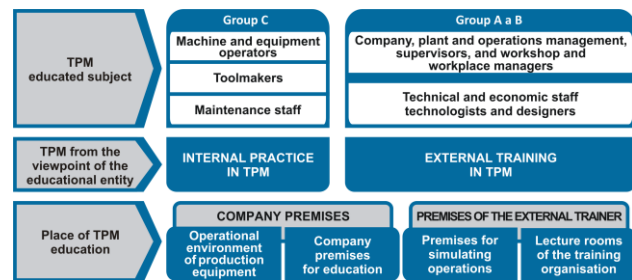 Group C
Group A a B
TPM
educated subject
Machine and equipment
operators
Toolmakers
Maintenance staff
Company, plant and operations management,
supervisors, and workshop and
workplace managers
Technical and economic staff
technologists and designers
TPM from the
viewpoint of the
educational entity
INTERNAL PRACTICE
IN TPM
EXTERNAL TRAINING
IN TPM
Place of TPM
education
COMPANY PREMISES
Operational
environment
of production
equipment
Company
premises
for education
PREMISES OF THE EXTERNAL TRAINER
Premises for
simulating
operations
Lecture rooms
of the training
organisation